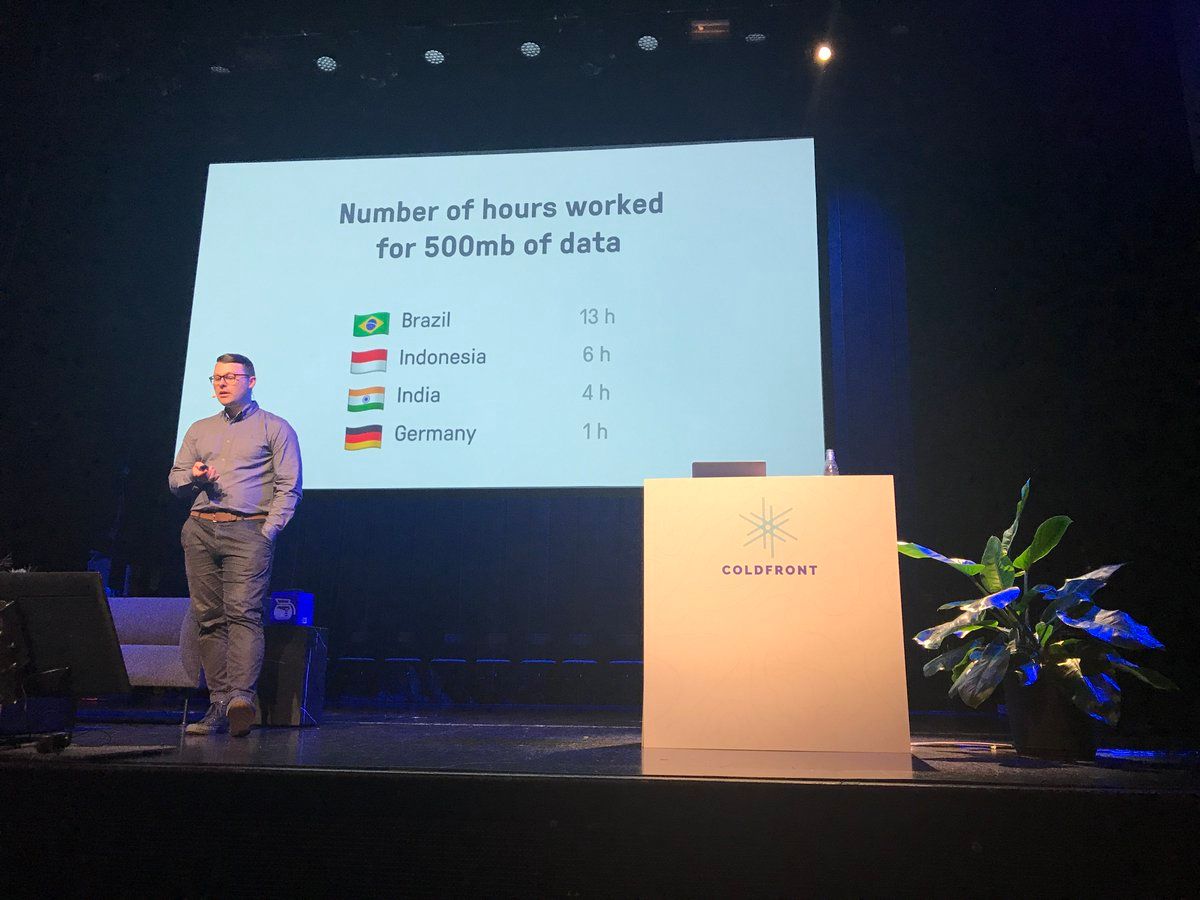 Number of hours worked
for 500mb of data
Brazil 13 h
Indonesia 6 h
India 4 h
Germany 1 h
COLDFRONT